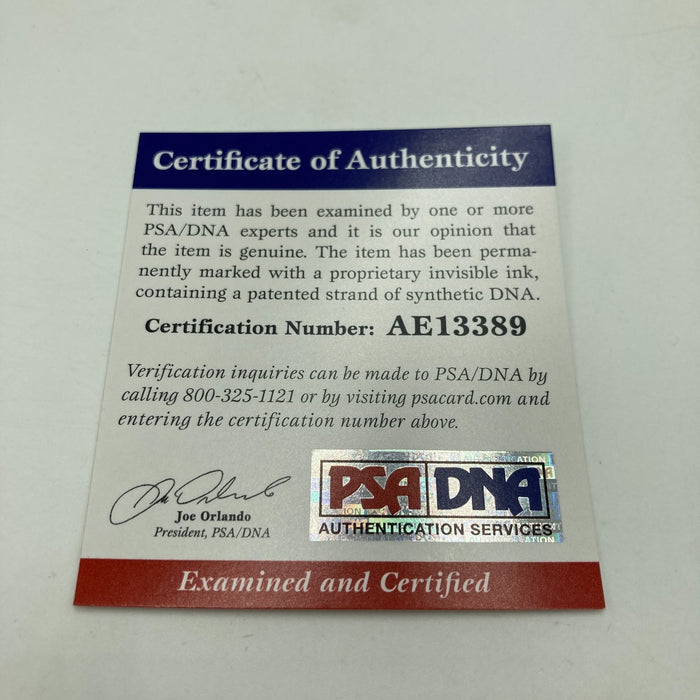 Certificate of Authenticity
This item has been examined by one or more
PSA/DNA experts and it is our opinion that
the item is genuine. The item has been perma-
nently marked with a proprietary invisible ink,
containing a patented strand of synthetic DNA.
Certification Number: AE13389
Verification inquiries can be made to PSA/DNA by
calling 800-325-1121 or by visiting psacard.com and
entering the certification number above.
Joe Orlando
President, PSA/DNA
PSA DNA
AUTHENTICATION SERVICES
Examined and Certified